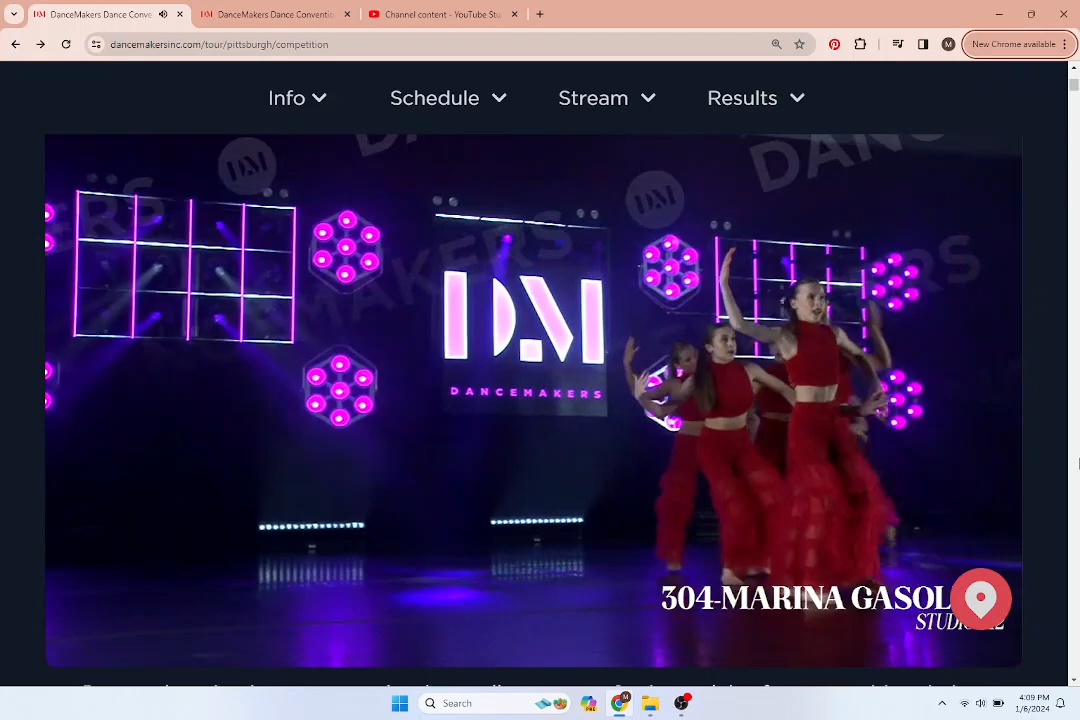 DanceMakers Dance Conve
DanceMakers Dance Conventio
Channel content - YouTube Stu
dancemakersinc.com/tour/pittsburgh/competition
M
New Chrome available
Info
Schedule
Stream
Results
DM
DANCEMAKERS
304-MARINA GASOL
Search
PRE
M
4:09 PM
1/6/2024